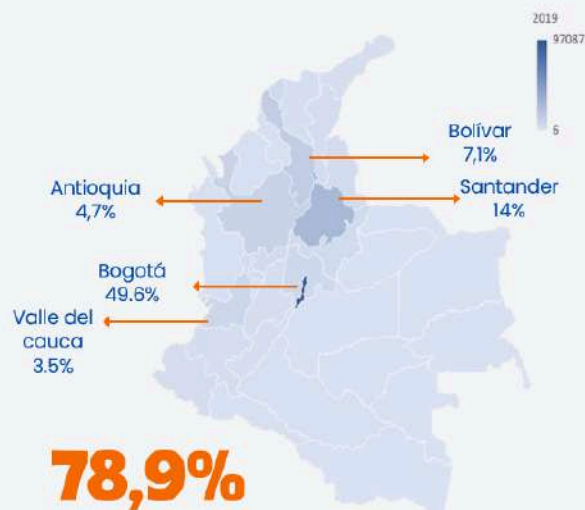 2019
97087
6
Bolívar
7,1%
Antioquia
4,7%
Santander
14%
Bogotá
49.6%
Valle del
cauca
3.5%
78,9%